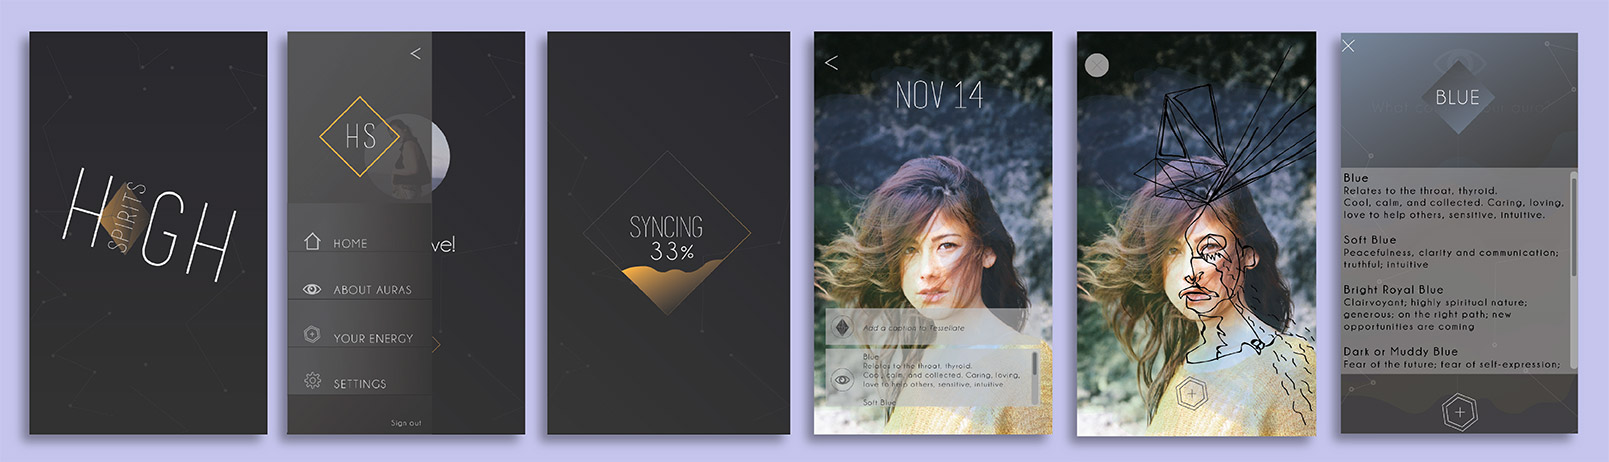 HIGH
SPIRITS
<
HS
ve!
HOME
ABOUT AURAS
YOUR ENERGY
SETTINGS
Sign out
SYNCING
33%
<
NOV 14
Add a caption to Tessellate
Blue
Relates to the throat, thyroid.
Cool, calm, and collected. Caring, loving,
love to help others, sensitive, intuitive.
Soft Blue
BLUE
Blue
Relates to the throat, thyroid.
Cool, calm, and collected. Caring, loving,
love to help others, sensitive, intuitive.
Soft Blue
Peacefulness, clarity and communication;
truthful; intuitive
Bright Royal Blue
Clairvoyant; highly spiritual nature;
generous; on the right path; new
opportunities are coming
Dark or Muddy Blue
Fear of the future; fear of self-expression;